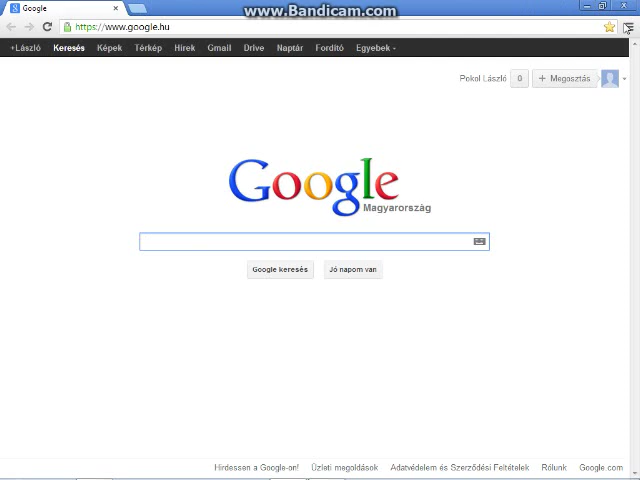 www.Bandicam.com
Google
https://www.google.hu
+László Keresés Képek Térkép Hírek Gmail Drive Naptár Fordító Egyebek
Pokol László 0 + Megosztás
Google
Magyarország
Google keresés Jó napom van
Hirdessen a Google-on! Üzleti megoldások Adatvédelem és Szerződési Feltételek Rólunk Google.com